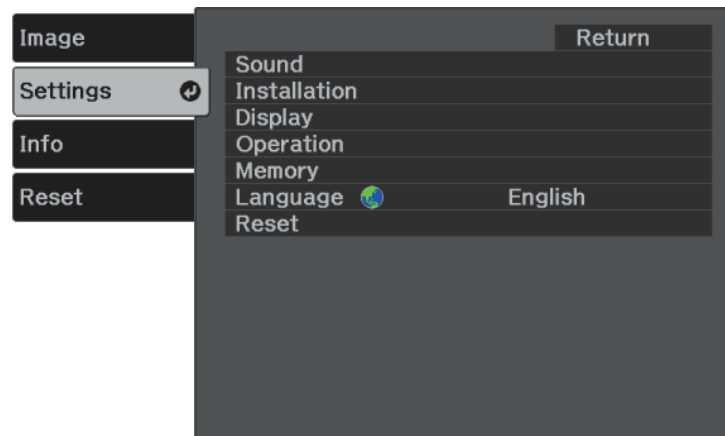 Image
Settings
Info
Reset
Return
Sound
Installation
Display
Operation
Memory
Language English
Reset